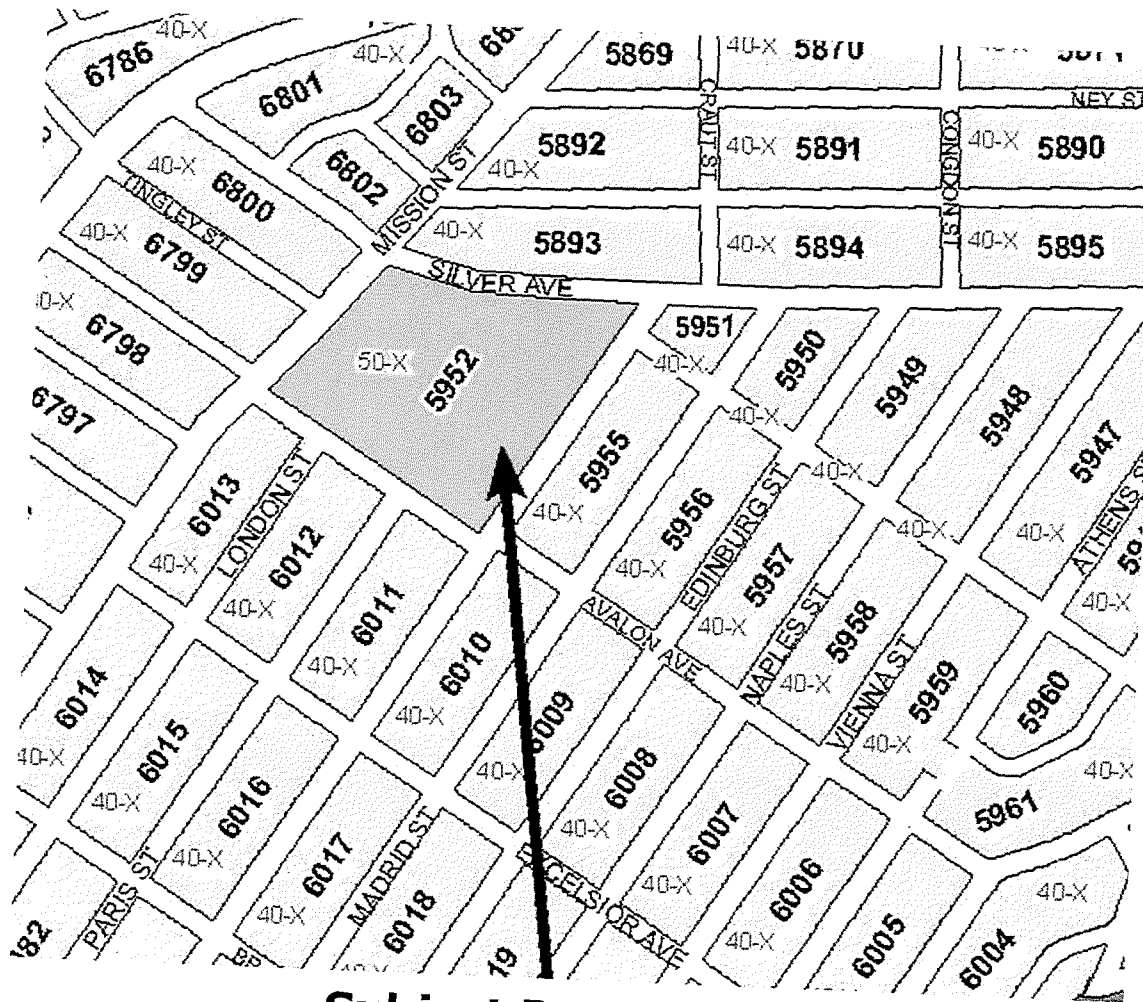 40-X
6786
40-X
6801
6803
5869
40-X 5870
NEY ST
40-X
6800
6802
MISSION ST
5892
40-X
CRAUT ST
40-X 5891
CONGDON ST
40-X 5890
TINGLEY ST
40-X
6799
40-X
5893
40-X 5894
40-X 5895
SILVER AVE
6798
50-X
5952
5951
40-X
5950
5949
5948
5947
6797
40-X
40-X
40-X
40-X
ATHENS ST
6013
40-X
LONDON ST
6012
40-X
5955
40-X
5956
40-X
EDINBURG ST
5957
40-X
NAPLES ST
5958
40-X
VIENNA ST
5959
40-X
40-X
5960
40-X
5961
6011
40-X
6010
40-X
AVALON AVE
6009
40-X
6008
40-X
6007
40-X
6006
40-X
6005
6004
40-X
6014
40-X
6015
40-X
6016
40-X
6017
40-X
MADRID ST
6018
EXCELSIOR AVE
PARIS ST